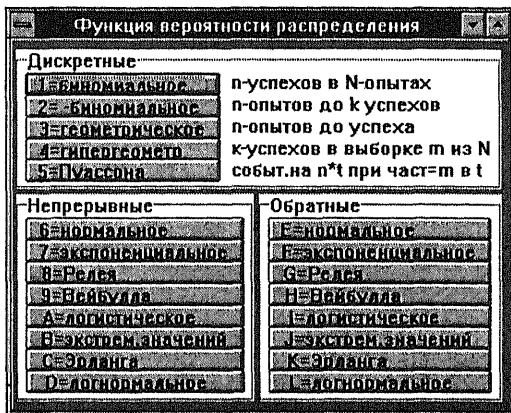 Функция вероятности распределения
Дискретные
1=биномиальное n-успехов в N-опытах
2= -биномиальное n-опытов до k успехов
3=геометрическое n-опытов до успеха
4=гипергеометр к-успехов в выборке m из N
5=Пуассона событ.на n*t при част=m в t
Непрерывные
6=нормальное
7=экспоненциальное
8=Релея
9=Вейбулла
A=логистическое
B=экстрем.значений
C=Эрланга
D=логнормальное
Обратные
E=нормальное
F=экспоненциальное
G=Релея
H=Вейбулла
I=логистическое
J=экстрем.значений
K=Эрланга
L=логнормальное